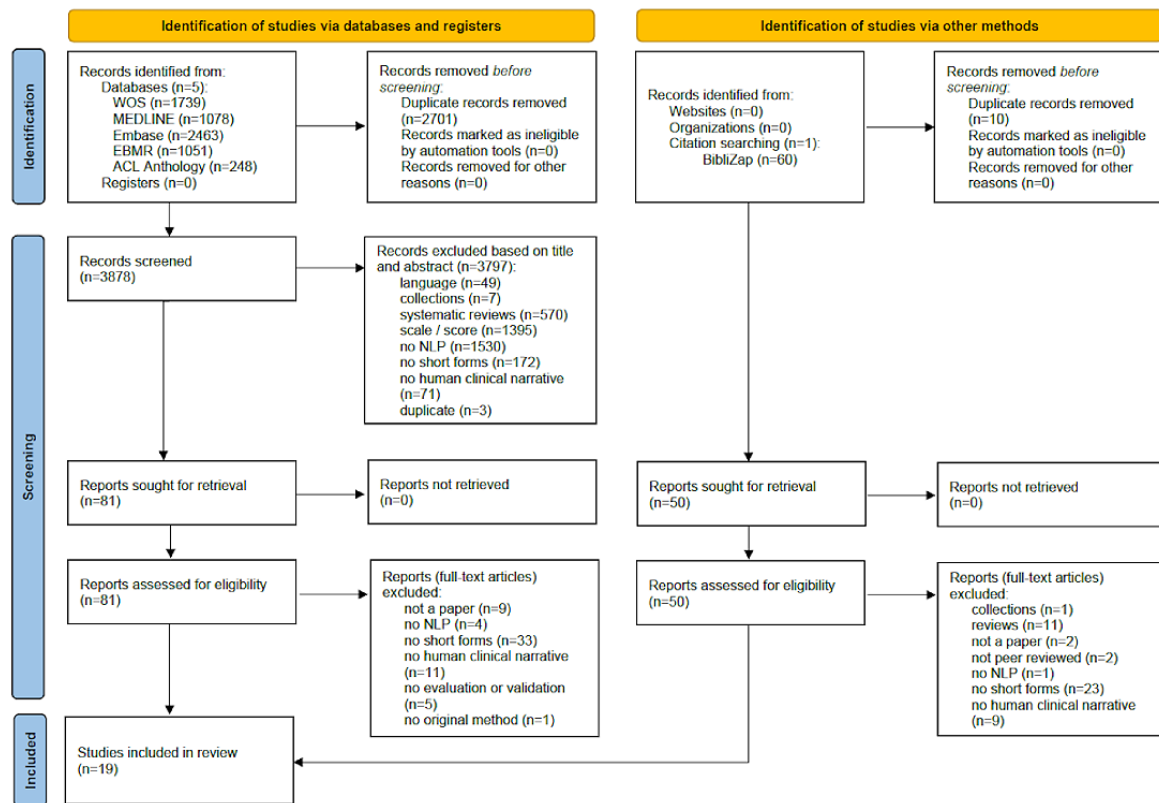 Identification of studies via databases and registers
Identification of studies via other methods
Identification
Records identified from:
Databases (n=5):
WOS (n=1739)
MEDLINE (n=1078)
Embase (n=2463)
EBMR (n=1051)
ACL Anthology (n=248)
Registers (n=0)
Records removed before
screening:
Duplicate records removed
(n=2701)
Records marked as ineligible
by automation tools (n=0)
Records removed for other
reasons (n=0)
Records identified from:
Websites (n=0)
Organizations (n=0)
Citation searching (n=1):
BibliZap (n=60)
Records removed before
screening:
Duplicate records removed
(n=10)
Records marked as ineligible
by automation tools (n=0)
Records removed for other
reasons (n=0)
Screening
Records screened
(n=3878)
Records excluded based on title
and abstract (n=3797):
language (n=49)
collections (n=7)
systematic reviews (n=570)
scale / score (n=1395)
no NLP (n=1530)
no short forms (n=172)
no human clinical narrative
(n=71)
duplicate (n=3)
Reports sought for retrieval
(n=81)
Reports not retrieved
(n=0)
Reports sought for retrieval
(n=50)
Reports not retrieved
(n=0)
Reports assessed for eligibility
(n=81)
Reports (full-text articles)
excluded:
not a paper (n=9)
no NLP (n=4)
no short forms (n=33)
no human clinical narrative
(n=11)
no evaluation or validation
(n=5)
no original method (n=1)
Reports assessed for eligibility
(n=50)
Reports (full-text articles)
excluded:
collections (n=1)
reviews (n=11)
not a paper (n=2)
not peer reviewed (n=2)
no NLP (n=1)
no short forms (n=23)
no human clinical narrative
(n=9)
Included
Studies included in review
(n=19)